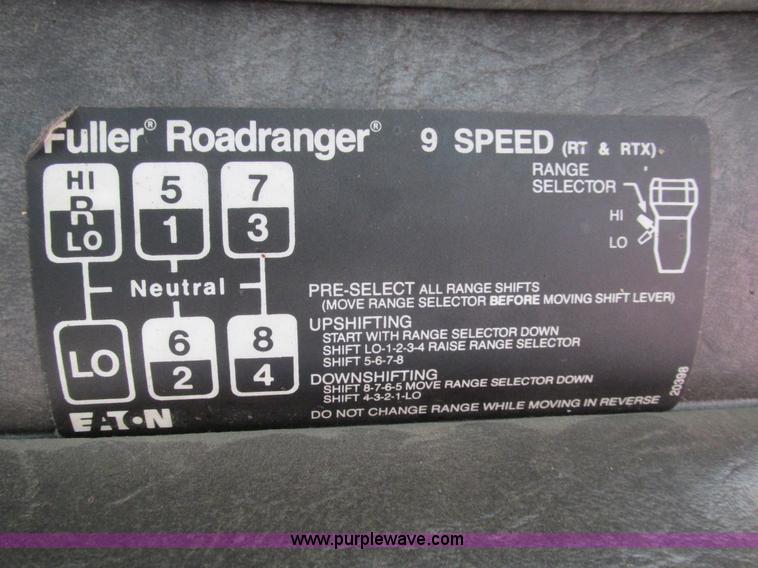 Fuller® Roadranger® 9 SPEED (RT & RTX)
HI 5 7
R
LO 1 3
Neutral
LO 6 8
2 4
EATON
RANGE
SELECTOR
HI
LO
PRE-SELECT ALL RANGE SHIFTS
(MOVE RANGE SELECTOR BEFORE MOVING SHIFT LEVER)
UPSHIFTING
START WITH RANGE SELECTOR DOWN
SHIFT LO-1-2-3-4 RAISE RANGE SELECTOR
SHIFT 5-6-7-8
DOWNSHIFTING
SHIFT 8-7-6-5 MOVE RANGE SELECTOR DOWN
SHIFT 4-3-2-1-LO
DO NOT CHANGE RANGE WHILE MOVING IN REVERSE
20398
www.purplewave.com